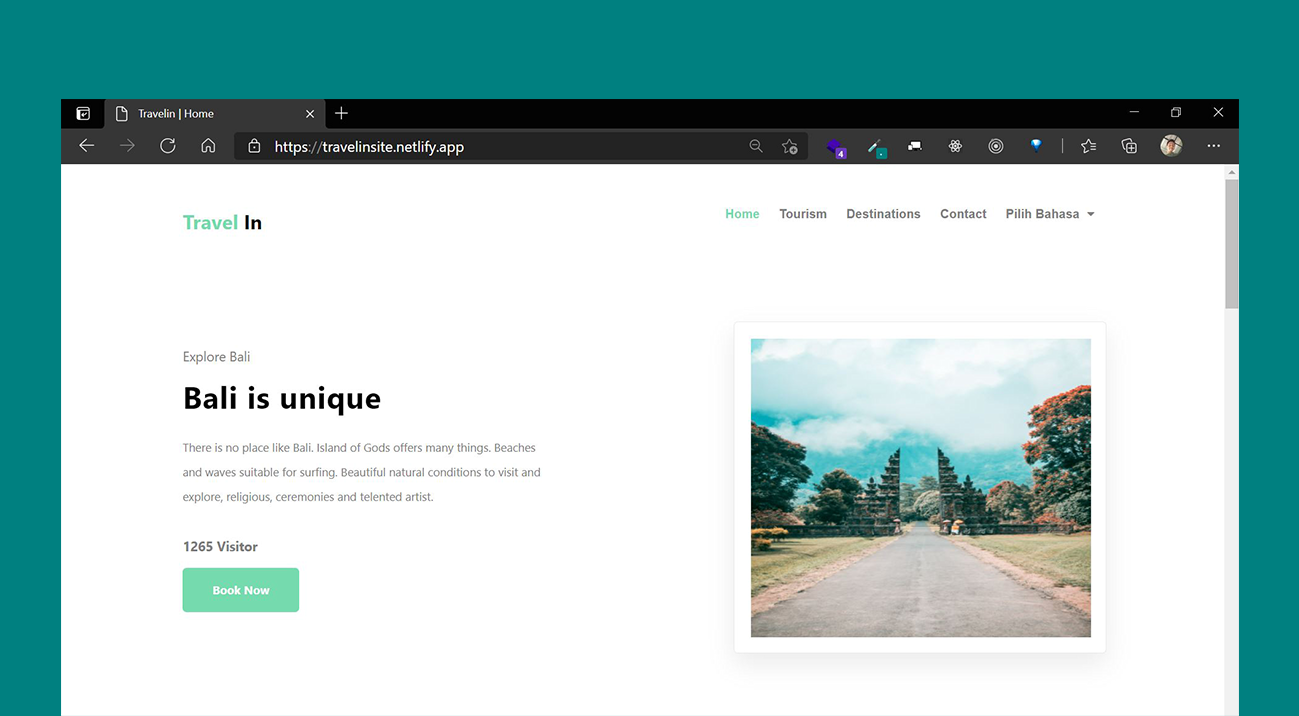 Travelin | Home
https://travelinsite.netlify.app
4
Travel In
Home Tourism Destinations Contact Pilih Bahasa
Explore Bali
Bali is unique
There is no place like Bali. Island of Gods offers many things. Beaches
and waves suitable for surfing. Beautiful natural conditions to visit and
explore, religious, ceremonies and telented artist.
1265 Visitor
Book Now